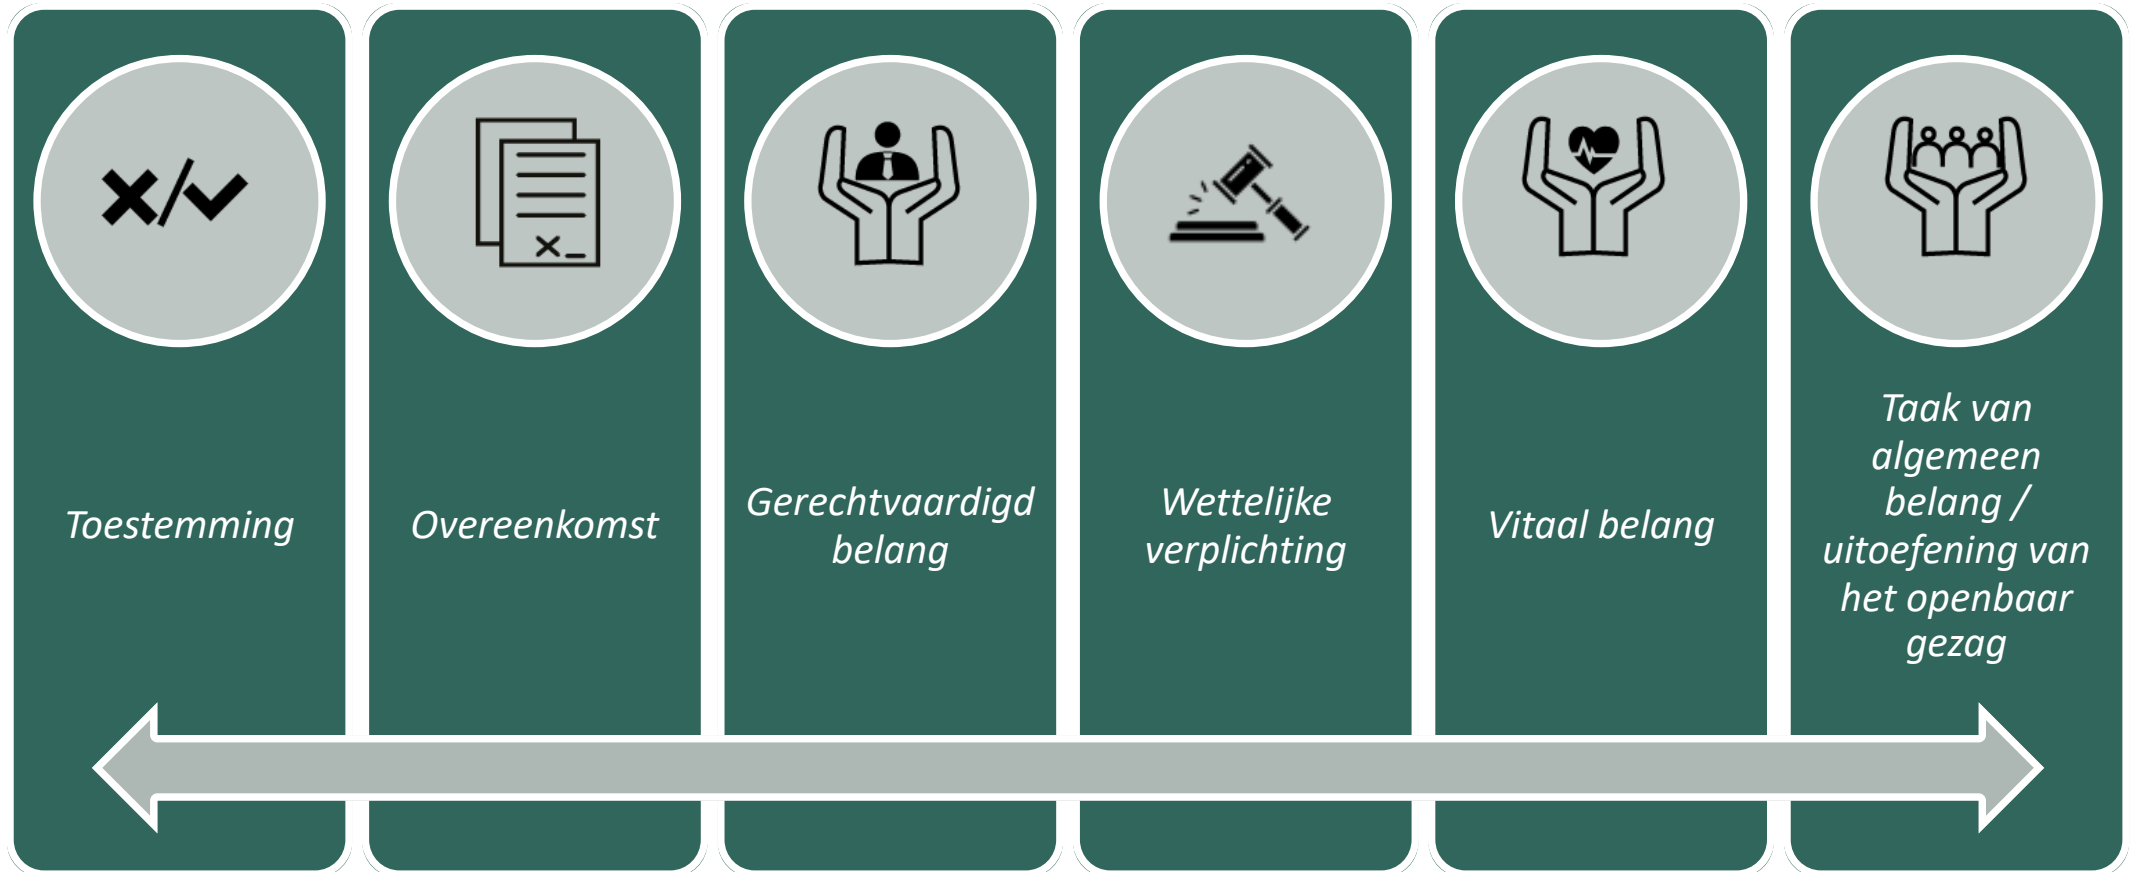 Toestemming
Overeenkomst
Gerechtvaardigd
belang
Wettelijke
verplichting
Vitaal belang
Taak van
algemeen
belang /
uitoefening van
het openbaar
gezag